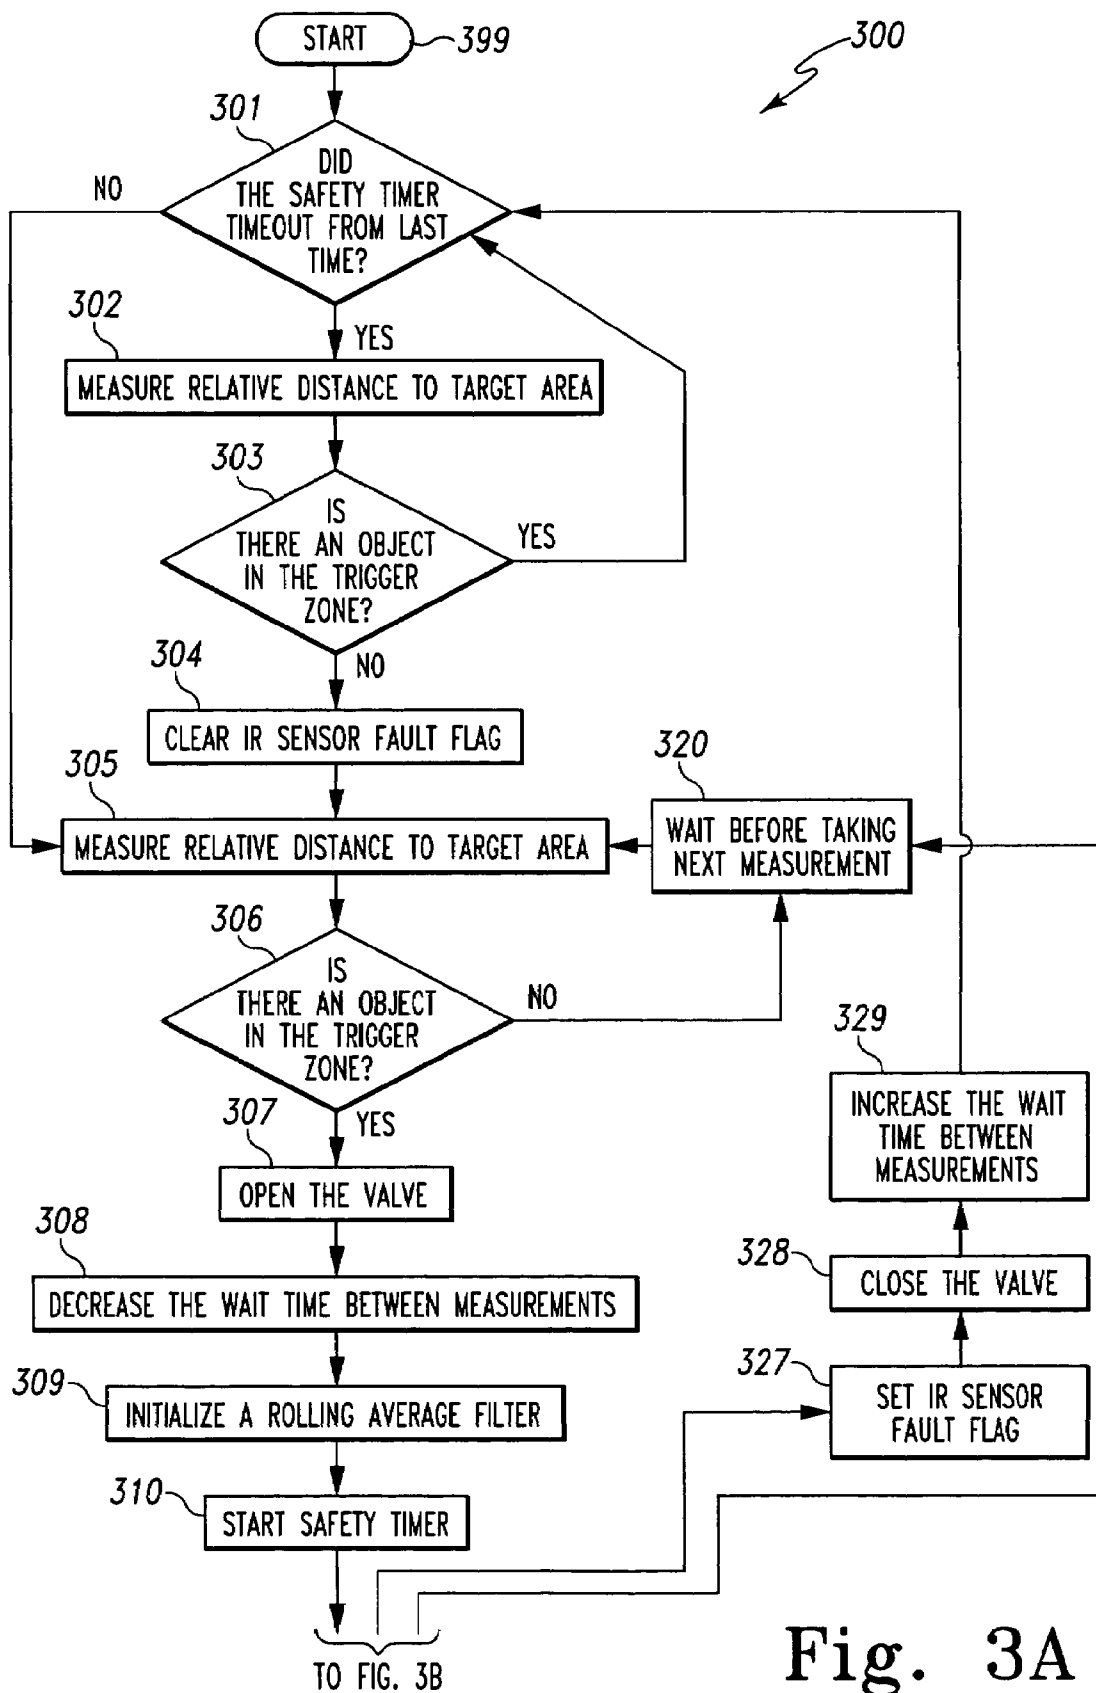 START
399
300
301
DID
THE SAFETY TIMER
TIMEOUT FROM LAST
TIME?
NO
YES
302
MEASURE RELATIVE DISTANCE TO TARGET AREA
303
IS
THERE AN OBJECT
IN THE TRIGGER
ZONE?
YES
NO
304
CLEAR IR SENSOR FAULT FLAG
305
MEASURE RELATIVE DISTANCE TO TARGET AREA
320
WAIT BEFORE TAKING
NEXT MEASUREMENT
306
IS
THERE AN OBJECT
IN THE TRIGGER
ZONE?
NO
YES
307
OPEN THE VALVE
308
DECREASE THE WAIT TIME BETWEEN MEASUREMENTS
309
INITIALIZE A ROLLING AVERAGE FILTER
310
START SAFETY TIMER
329
INCREASE THE WAIT
TIME BETWEEN
MEASUREMENTS
328
CLOSE THE VALVE
327
SET IR SENSOR
FAULT FLAG
TO FIG. 3B
Fig. 3A